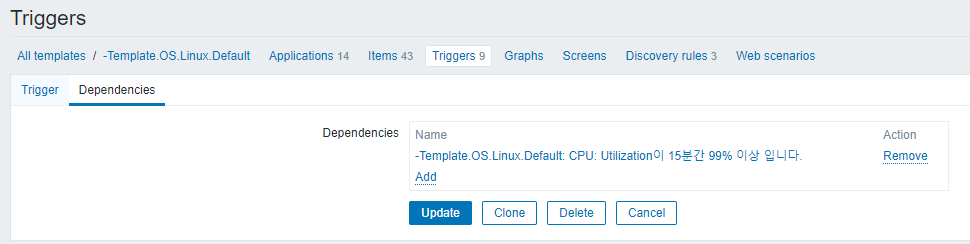 Triggers
All templates / -Template.OS.Linux.Default Applications 14 Items 43 Triggers 9 Graphs Screens Discovery rules 3 Web scenarios
Trigger Dependencies
Dependencies Name Action
-Template.OS.Linux.Default: CPU: Utilization이 15분간 99% 이상 입니다. Remove
Add
Update Clone Delete Cancel